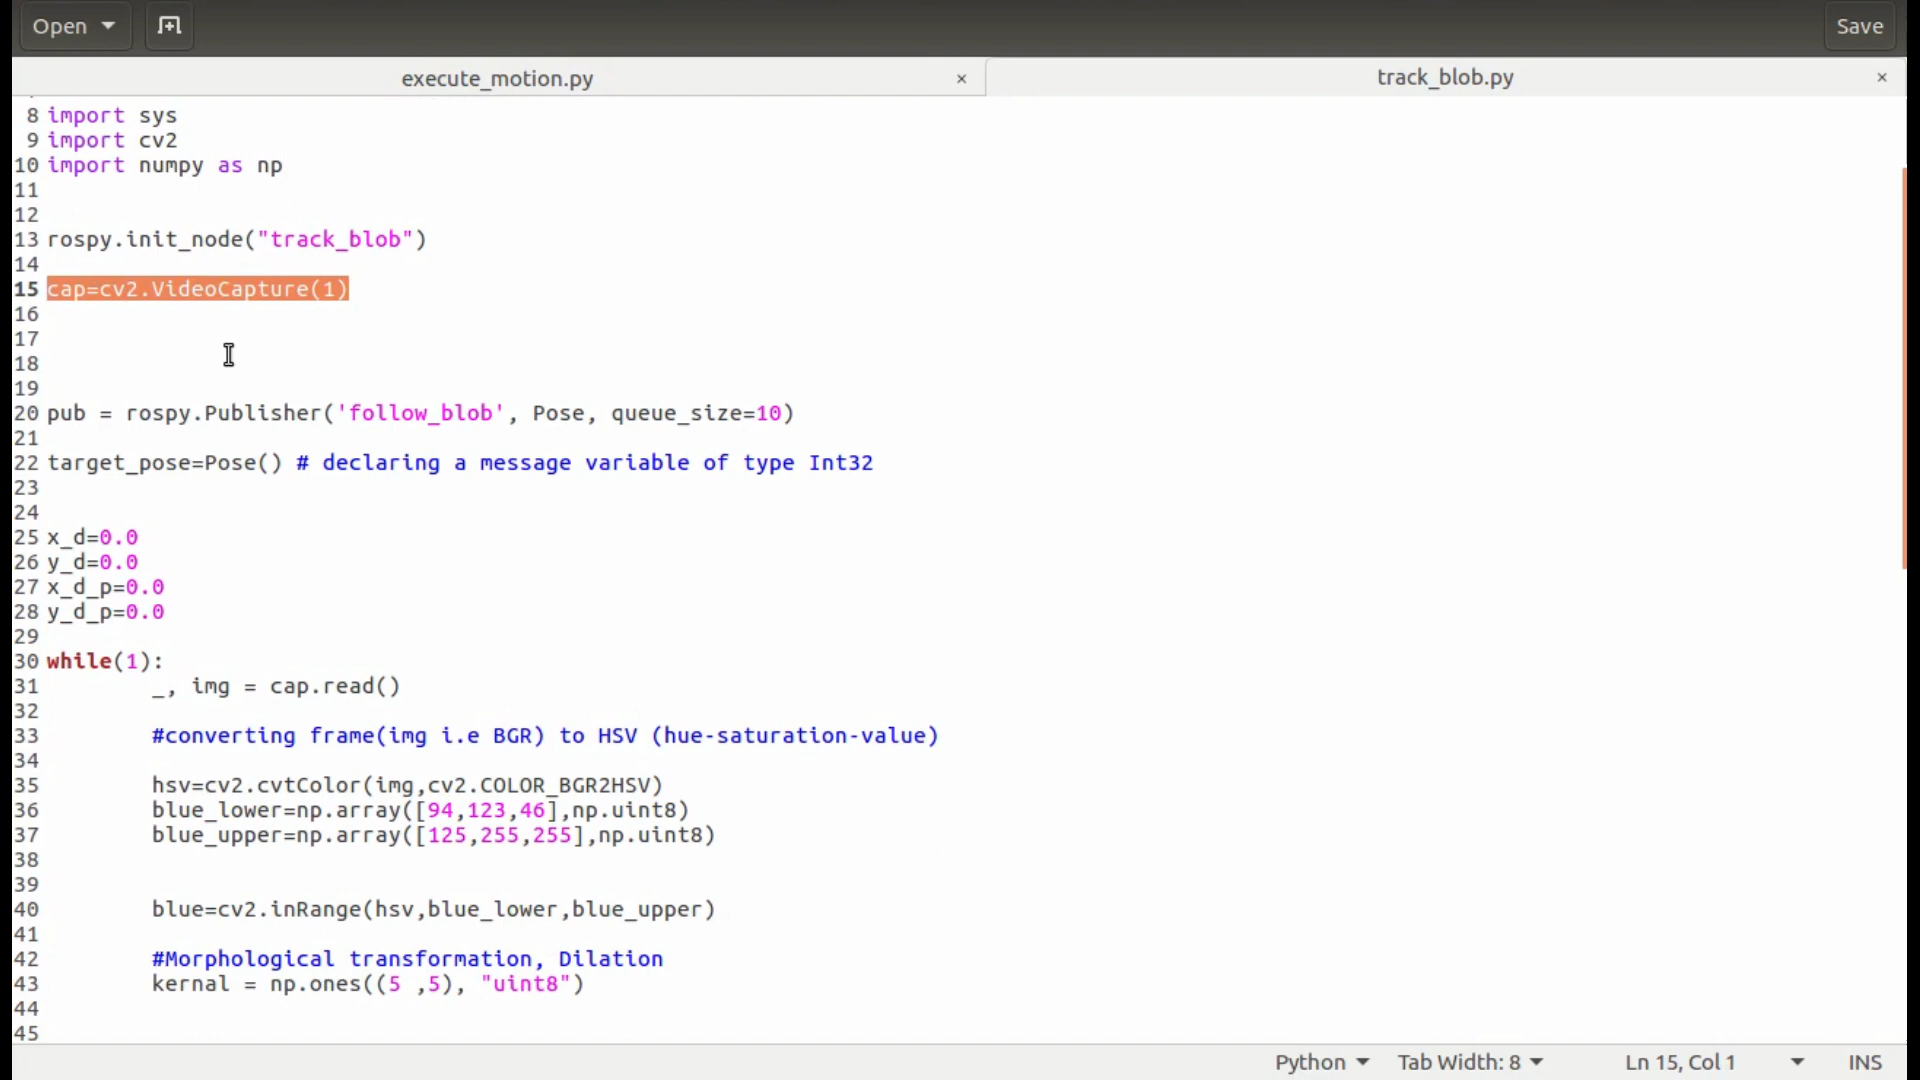 Open Save
execute_motion.py × track_blob.py ×
8 import sys
9 import cv2
10 import numpy as np
11
12
13 rospy.init_node("track_blob")
14
15 cap=cv2.VideoCapture(1)
16
17
18
19
20 pub = rospy.Publisher('follow_blob', Pose, queue_size=10)
21
22 target_pose=Pose() # declaring a message variable of type Int32
23
24
25 x_d=0.0
26 y_d=0.0
27 x_d_p=0.0
28 y_d_p=0.0
29
30 while(1):
31 _, img = cap.read()
32
33 #converting frame(img i.e BGR) to HSV (hue-saturation-value)
34
35 hsv=cv2.cvtColor(img,cv2.COLOR_BGR2HSV)
36 blue_lower=np.array([94,123,46],np.uint8)
37 blue_upper=np.array([125,255,255],np.uint8)
38
39
40 blue=cv2.inRange(hsv,blue_lower,blue_upper)
41
42 #Morphological transformation, Dilation
43 kernal = np.ones((5 ,5), "uint8")
44
45
Python Tab Width: 8 Ln 15, Col 1 INS